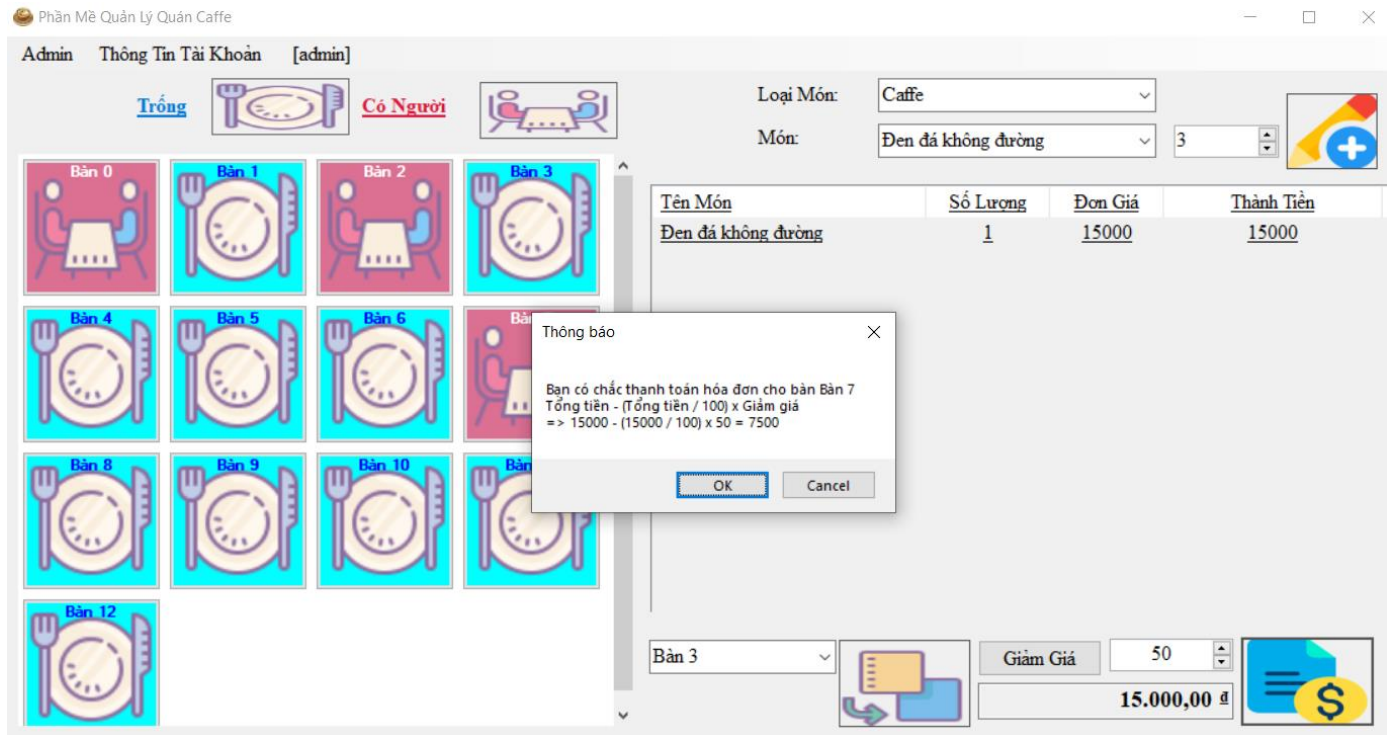 Phần Mề Quản Lý Quán Caffe
Admin Thông Tin Tài Khoản [admin]
Trống Có Người
Loại Món: Caffe
Món: Đen đá không đường 3
Bàn 0 Bàn 1 Bàn 2 Bàn 3
Tên Món Số Lượng Đơn Giá Thành Tiền
Đen đá không đường 1 15000 15000
Bàn 4 Bàn 5 Bàn 6
Thông báo
Bạn có chắc thanh toán hóa đơn cho bàn Bàn 7
Tổng tiền - (Tổng tiền / 100) x Giảm giá
=> 15000 - (15000 / 100) x 50 = 7500
OK Cancel
Bàn 8 Bàn 9 Bàn 10
Bàn 12
Bàn 3 Giảm Giá 50
15.000,00 ₫